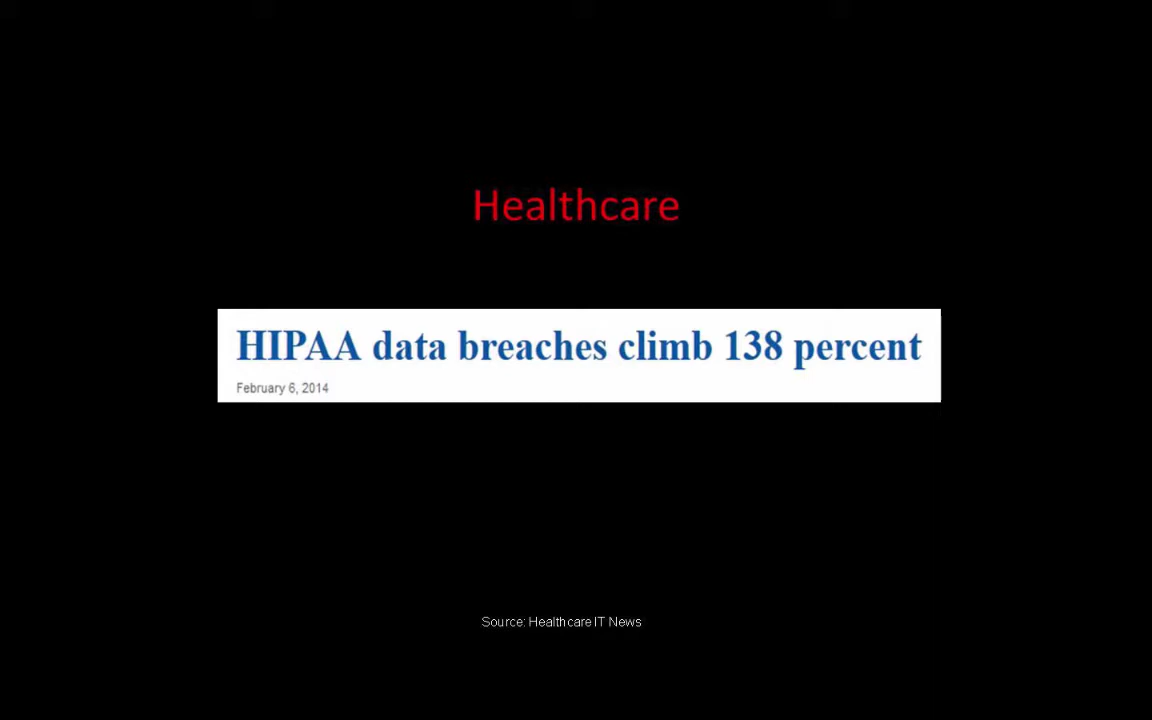 Healthcare
HIPAA data breaches climb 138 percent
February 6, 2014
Source: Healthcare IT News